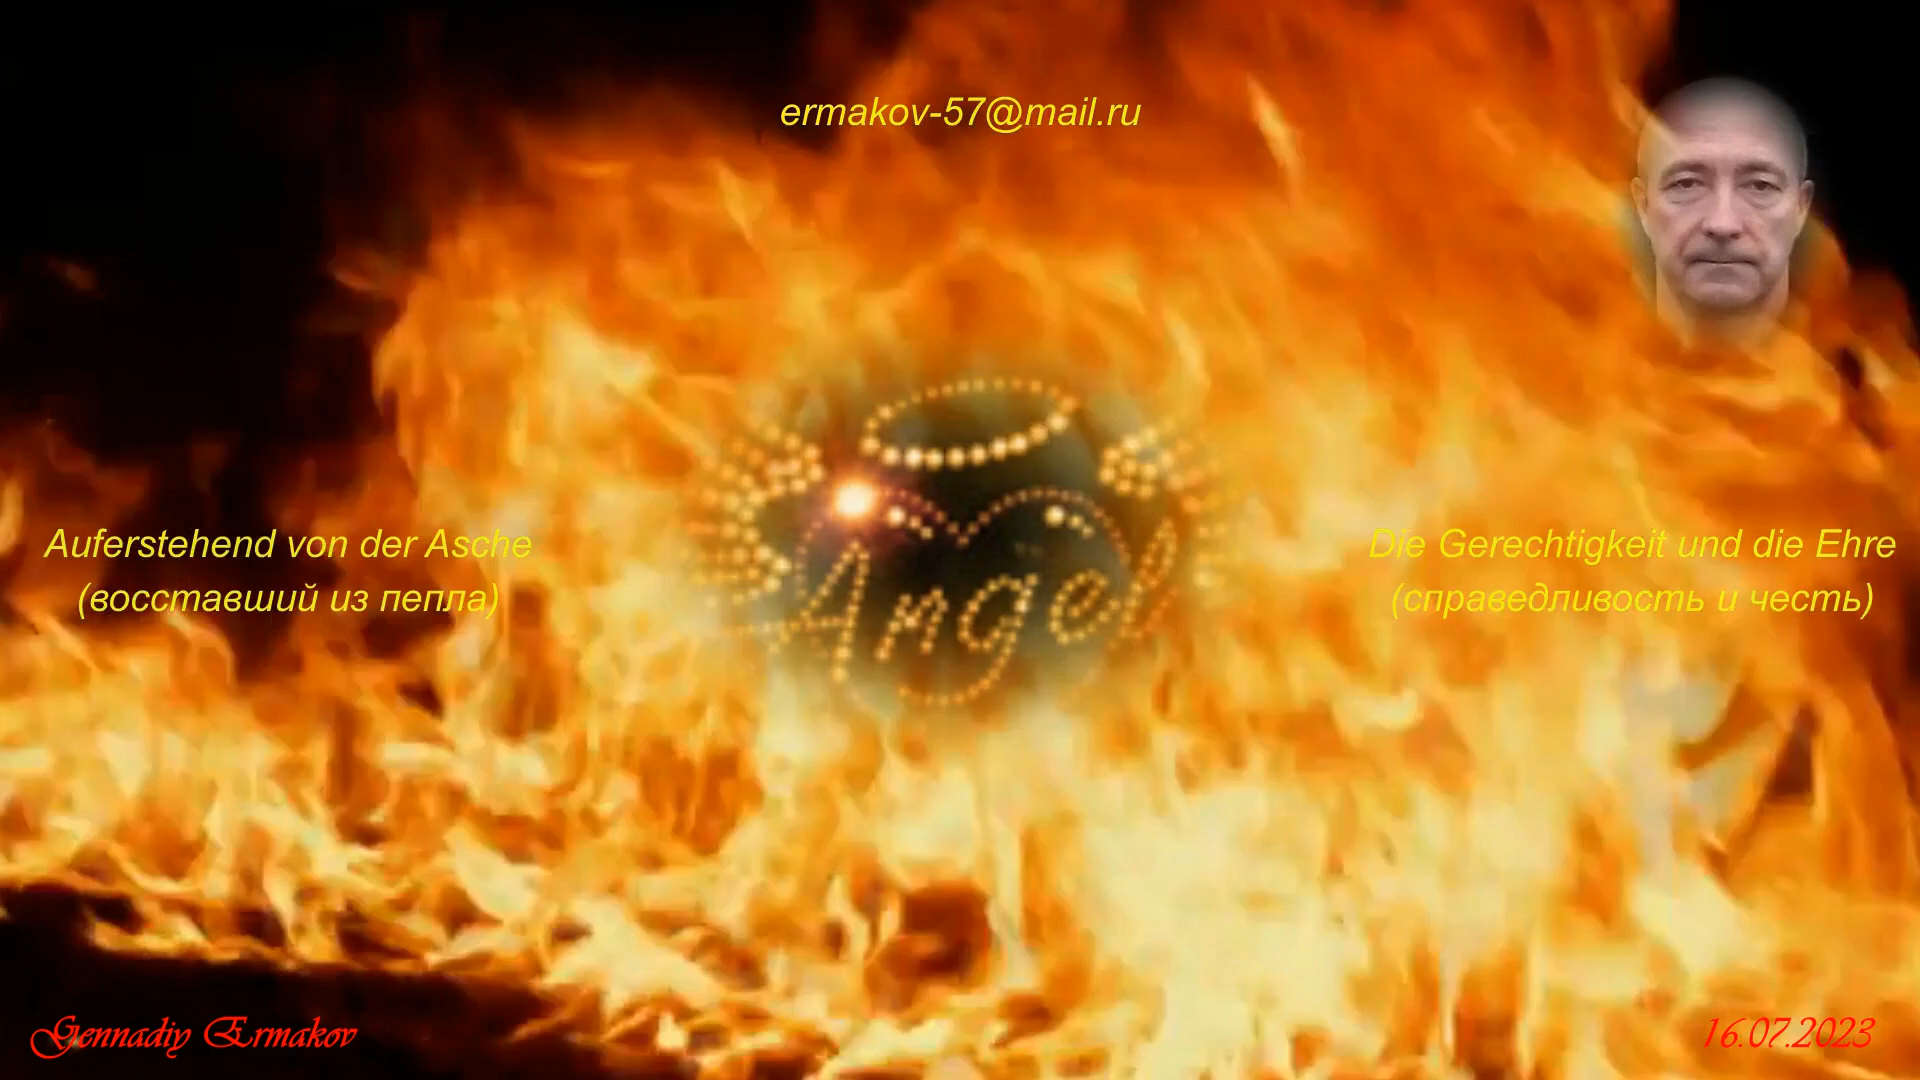 ermakov-57@mail.ru
Auferstehend von der Asche
(восставший из пепла)
Die Gerechtigkeit und die Ehre
(справедливость и честь)
Angel
Gennadiy Ermakov
16.07.2023